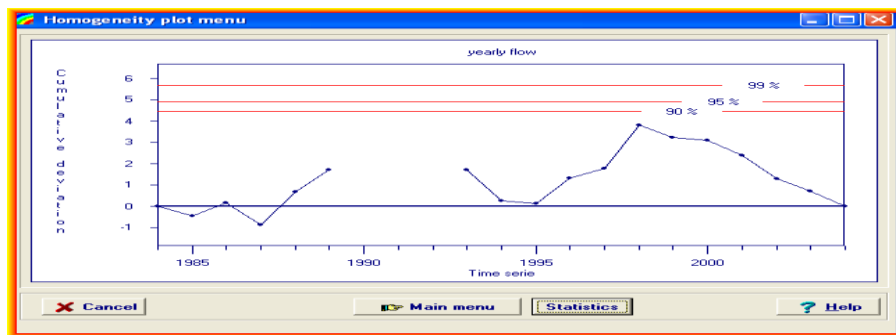 Homogeneity plot menu
yearly flow
Cumulative deviation
6
5
4
3
2
1
0
-1
99 %
95 %
90 %
1985
1990
1995
2000
Time serie
Cancel
Main menu
Statistics
Help